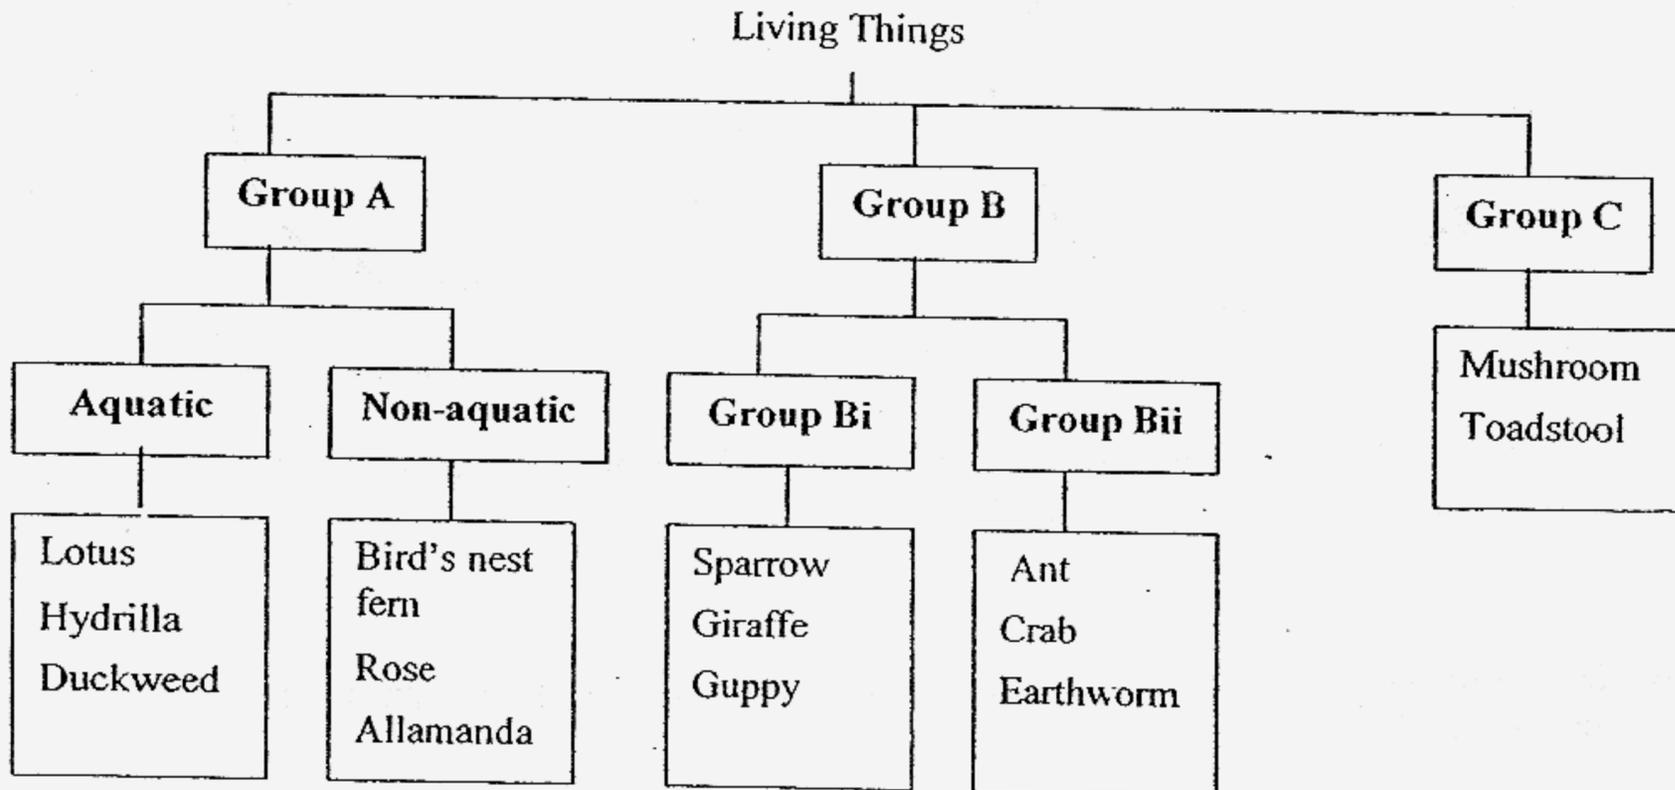 Living Things
Group A
Group B
Group C
Aquatic
Non-aquatic
Group Bi
Group Bii
Mushroom
Toadstool
Lotus
Hydrilla
Duckweed
Bird's nest
fern
Rose
Allamanda
Sparrow
Giraffe
Guppy
Ant
Crab
Earthworm